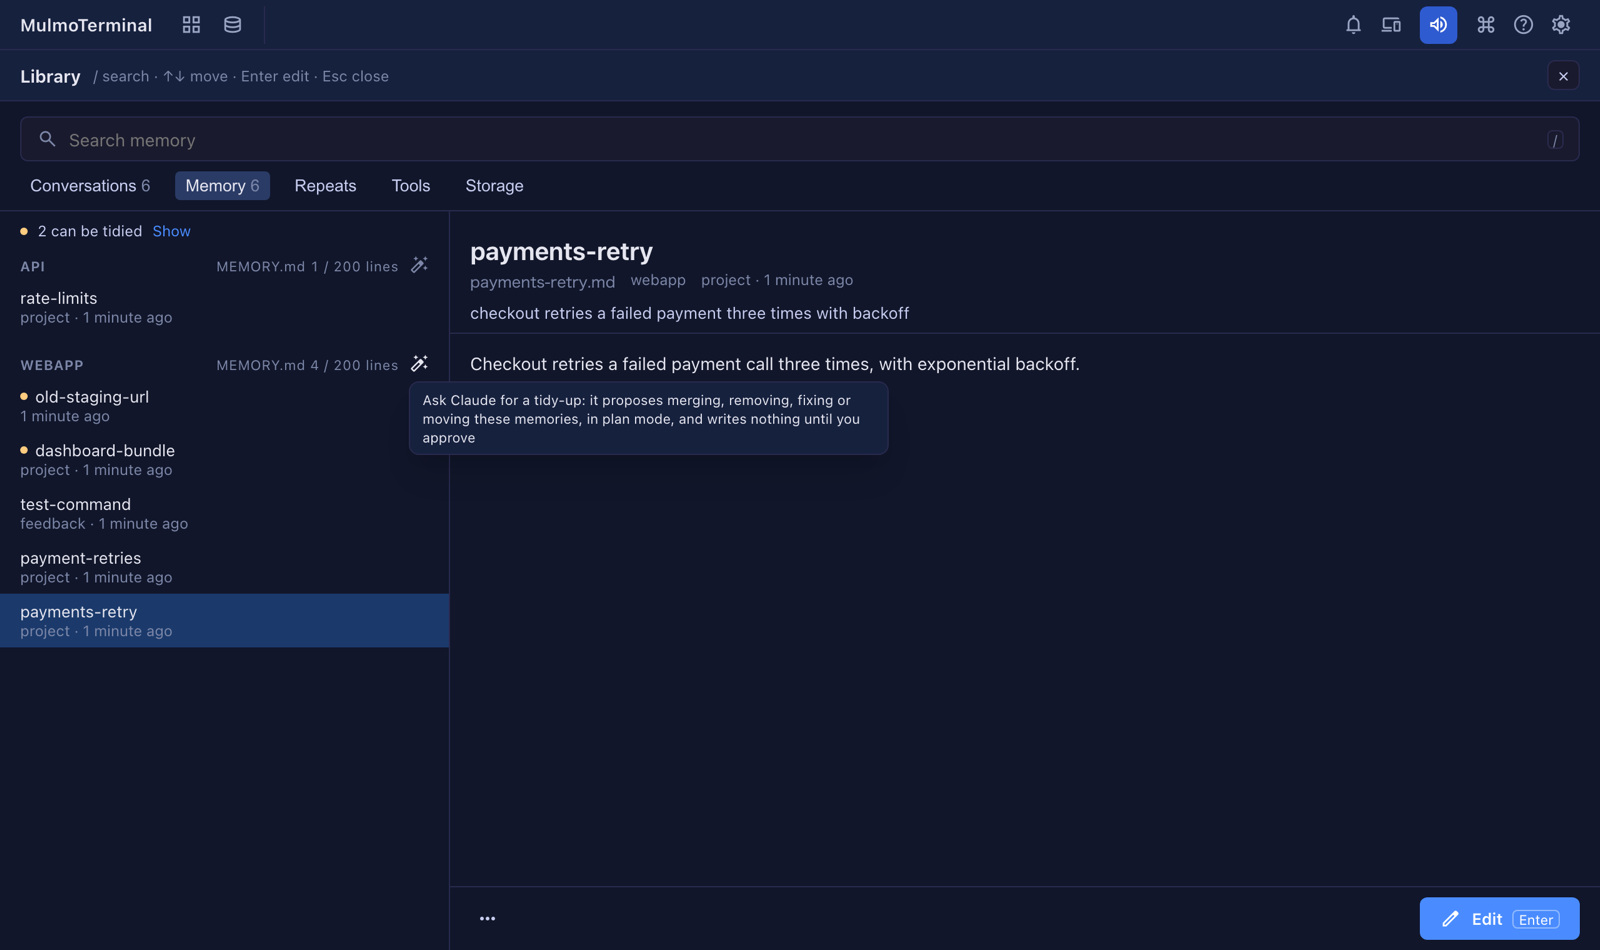 MulmoTerminal
Library / search · ↑↓ move · Enter edit · Esc close
Search memory /
Conversations 6 Memory 6 Repeats Tools Storage
2 can be tidied Show
API MEMORY.md 1 / 200 lines
rate-limits
project · 1 minute ago
WEBAPP MEMORY.md 4 / 200 lines
old-staging-url
1 minute ago
dashboard-bundle
project · 1 minute ago
test-command
feedback · 1 minute ago
payment-retries
project · 1 minute ago
payments-retry
project · 1 minute ago
payments-retry
payments-retry.md webapp project · 1 minute ago
checkout retries a failed payment three times with backoff
Checkout retries a failed payment call three times, with exponential backoff.
Ask Claude for a tidy-up: it proposes merging, removing, fixing or
moving these memories, in plan mode, and writes nothing until you
approve
Edit Enter